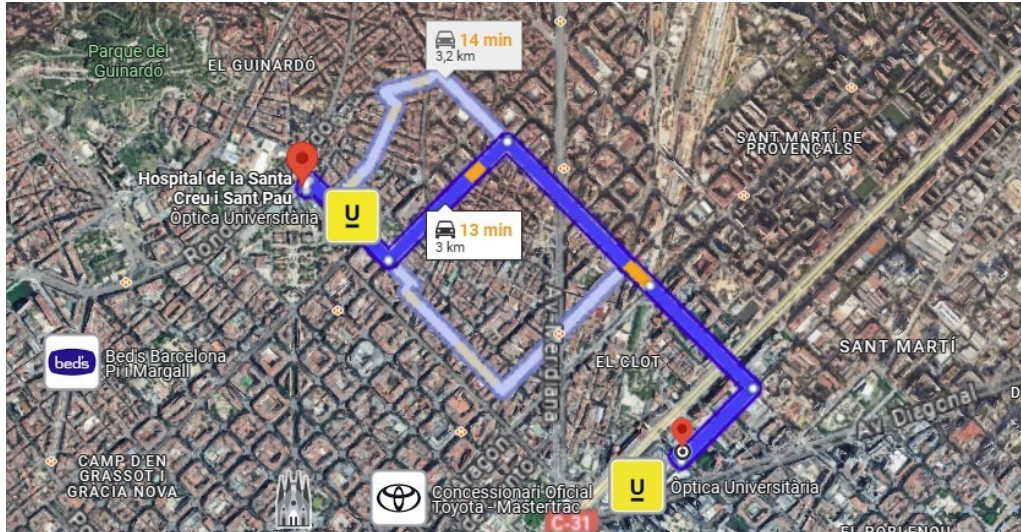 14 min
3,2 km
Parque del
Guinardó
EL GUINARDÓ
SANT MARTÍ DE
PROVENÇALS
Hospital de la Santa
Creu i Sant Pau
Òptica Universitària
U
13 min
3 km
Av. Meridiana
bed's
Bed's Barcelona
Pi i Margall
EL CLOT
SANT MARTÍ
Av. Diagonal
CAMP D'EN
GRASSOT I
GRÀCIA NOVA
Concessionari Oficial
Toyota - Mastertrac
U
Òptica Universitària
C-31
EL POBLENOU